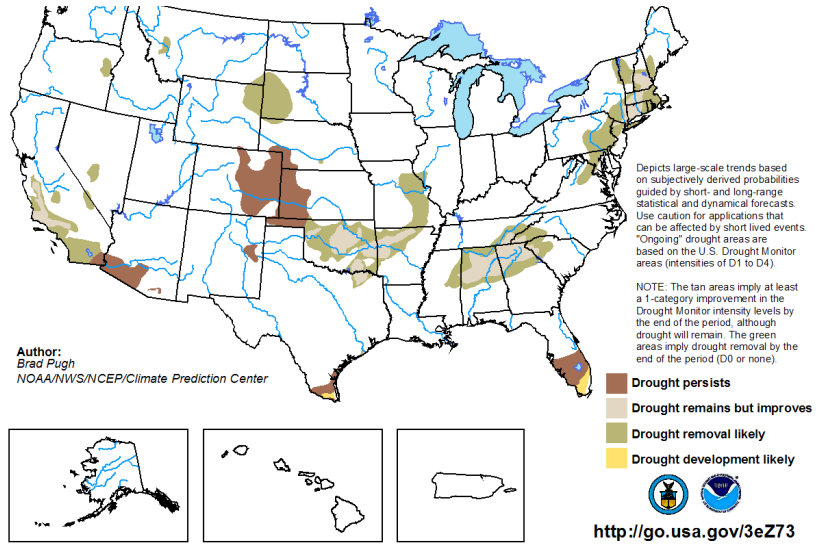 Depicts large-scale trends based
on subjectively derived probabilities
guided by short- and long-range
statistical and dynamical forecasts.
Use caution for applications that
can be affected by short lived events.
"Ongoing" drought areas are
based on the U.S. Drought Monitor
areas (intensities of D1 to D4).
NOTE: The tan areas imply at least
a 1-category improvement in the
Drought Monitor intensity levels by
the end of the period, although
drought will remain. The green
areas imply drought removal by the
end of the period (D0 or none).
Author:
Brad Pugh
NOAA/NWS/NCEP/Climate Prediction Center
Drought persists
Drought remains but improves
Drought removal likely
Drought development likely
http://go.usa.gov/3eZ73